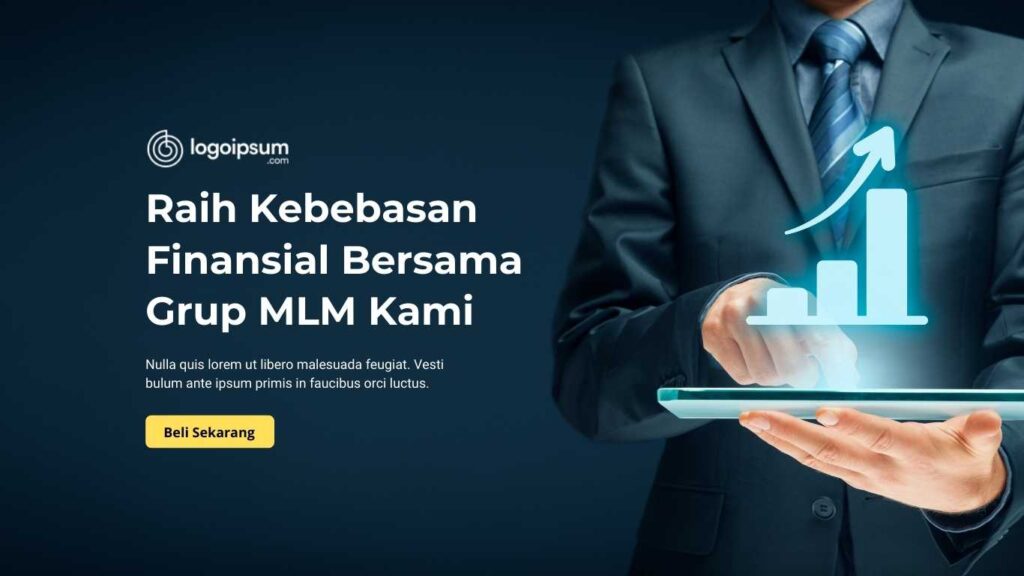 logoipsum
.com
Raih Kebebasan
Finansial Bersama
Grup MLM Kami
Nulla quis lorem ut libero malesuada feugiat. Vesti
bulum ante ipsum primis in faucibus orci luctus.
Beli Sekarang